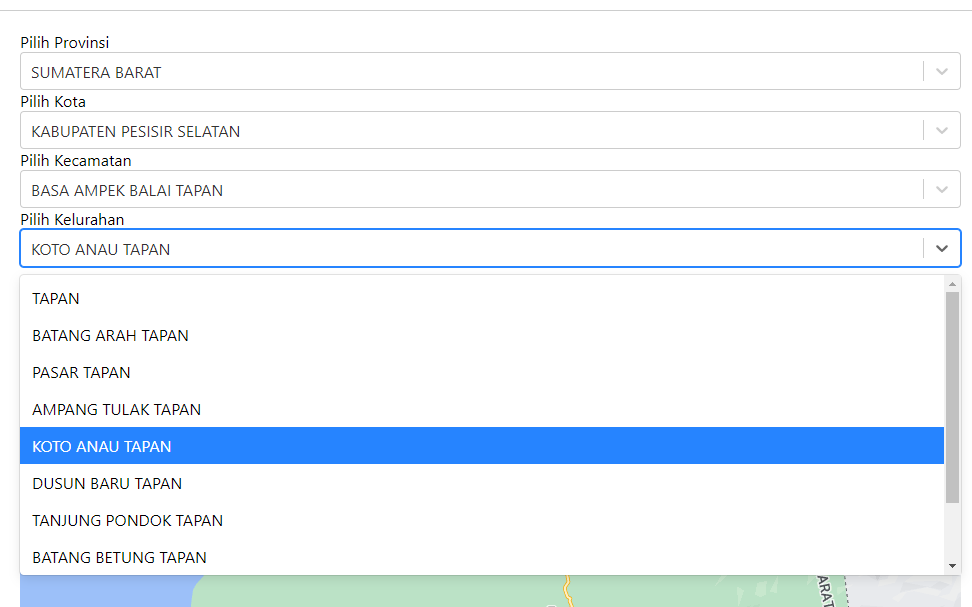 Pilih Provinsi
SUMATERA BARAT
Pilih Kota
KABUPATEN PESISIR SELATAN
Pilih Kecamatan
BASA AMPEK BALAI TAPAN
Pilih Kelurahan
KOTO ANAU TAPAN
TAPAN
BATANG ARAH TAPAN
PASAR TAPAN
AMPANG TULAK TAPAN
KOTO ANAU TAPAN
DUSUN BARU TAPAN
TANJUNG PONDOK TAPAN
BATANG BETUNG TAPAN
ARAT